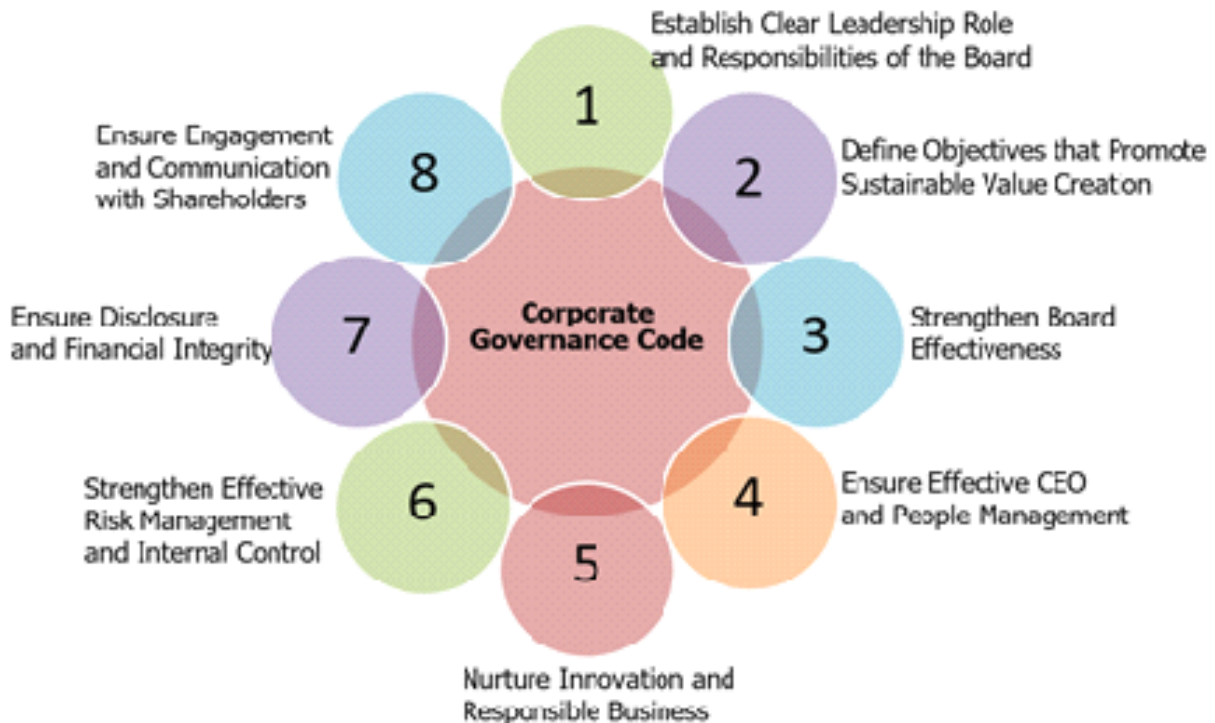 1
Establish Clear Leadership Role
and Responsibilities of the Board
2
Define Objectives that Promote
Sustainable Value Creation
3
Strengthen Board
Effectiveness
4
Ensure Effective CEO
and People Management
5
Nurture Innovation and
Responsible Business
6
Strengthen Effective
Risk Management
and Internal Control
7
Ensure Disclosure
and Financial Integrity
8
Ensure Engagement
and Communication
with Shareholders
Corporate
Governance Code